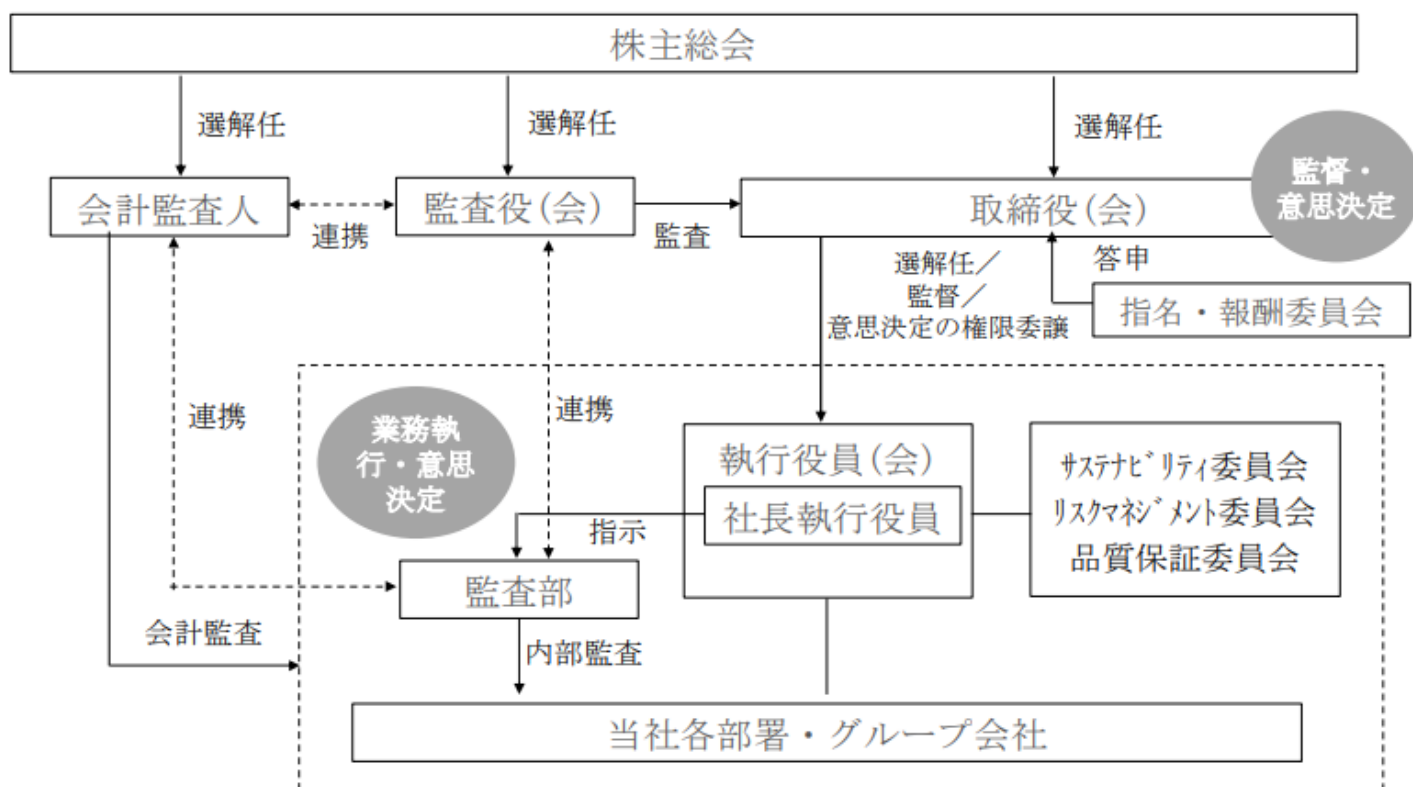 株主総会
選解任
選解任
選解任
監督・
意思決定
会計監査人
監査役(会)
取締役(会)
連携
監査
答申
選解任/
監督/
意思決定の権限委譲
指名・報酬委員会
連携
連携
業務執
行・意思
決定
執行役員(会)
社長執行役員
ｻｽﾃﾅﾋﾞﾘﾃｨ委員会
ﾘｽｸﾏﾈｼﾞﾒﾝﾄ委員会
品質保証委員会
指示
監査部
会計監査
内部監査
当社各部署・グループ会社